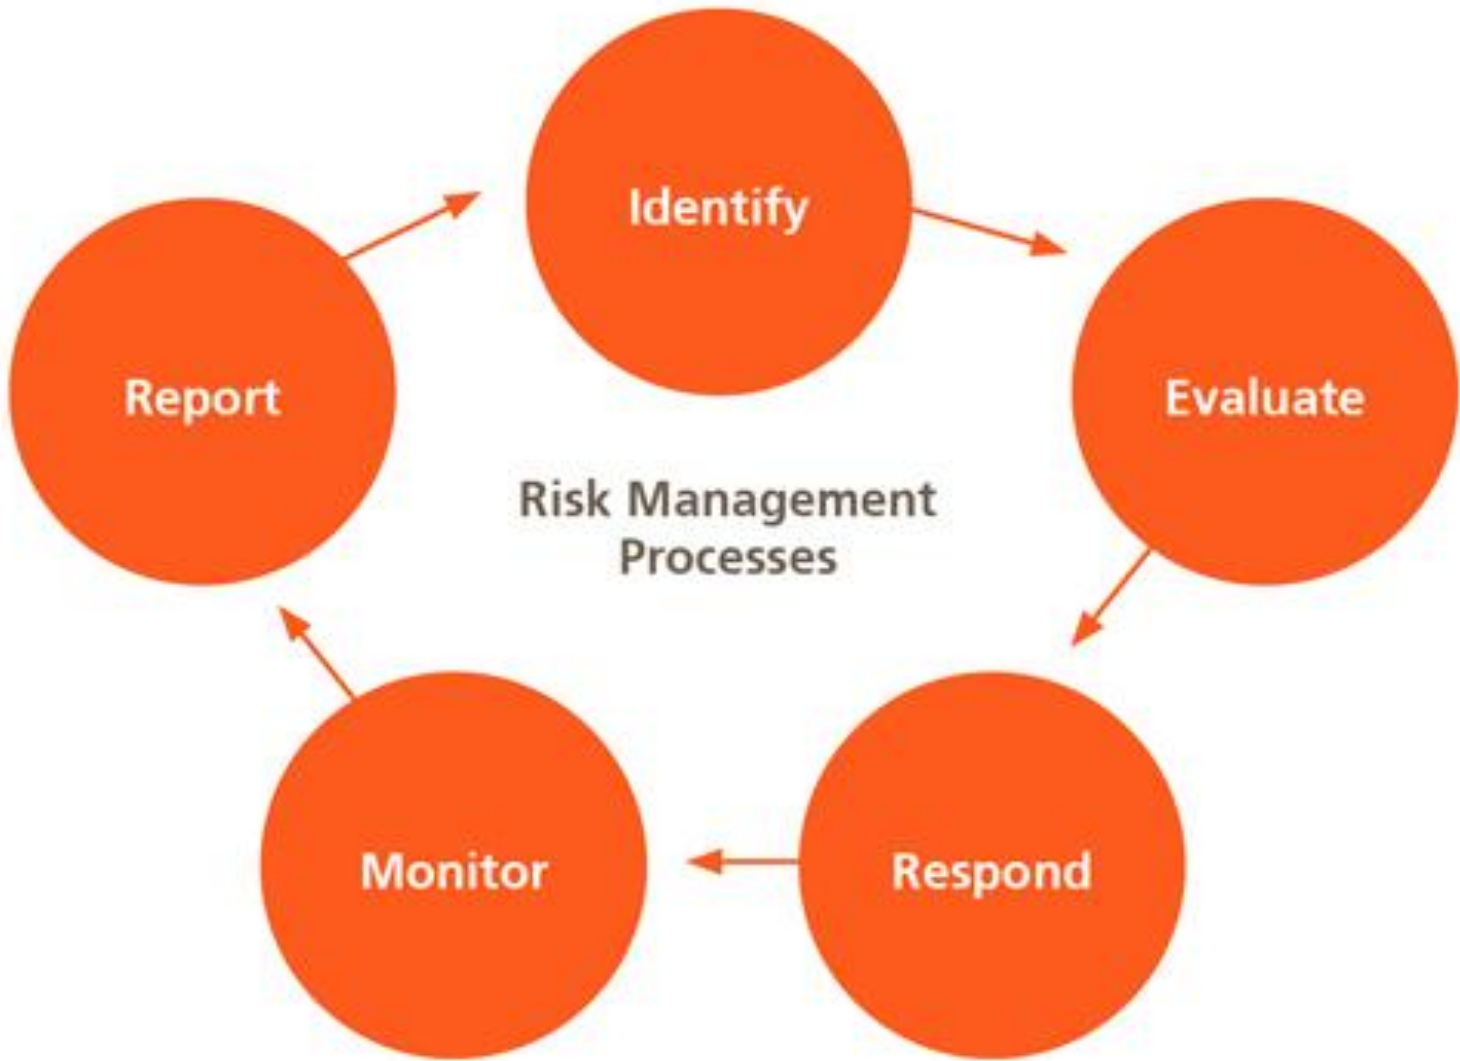 Identify
Evaluate
Report
Risk Management
Processes
Monitor
Respond